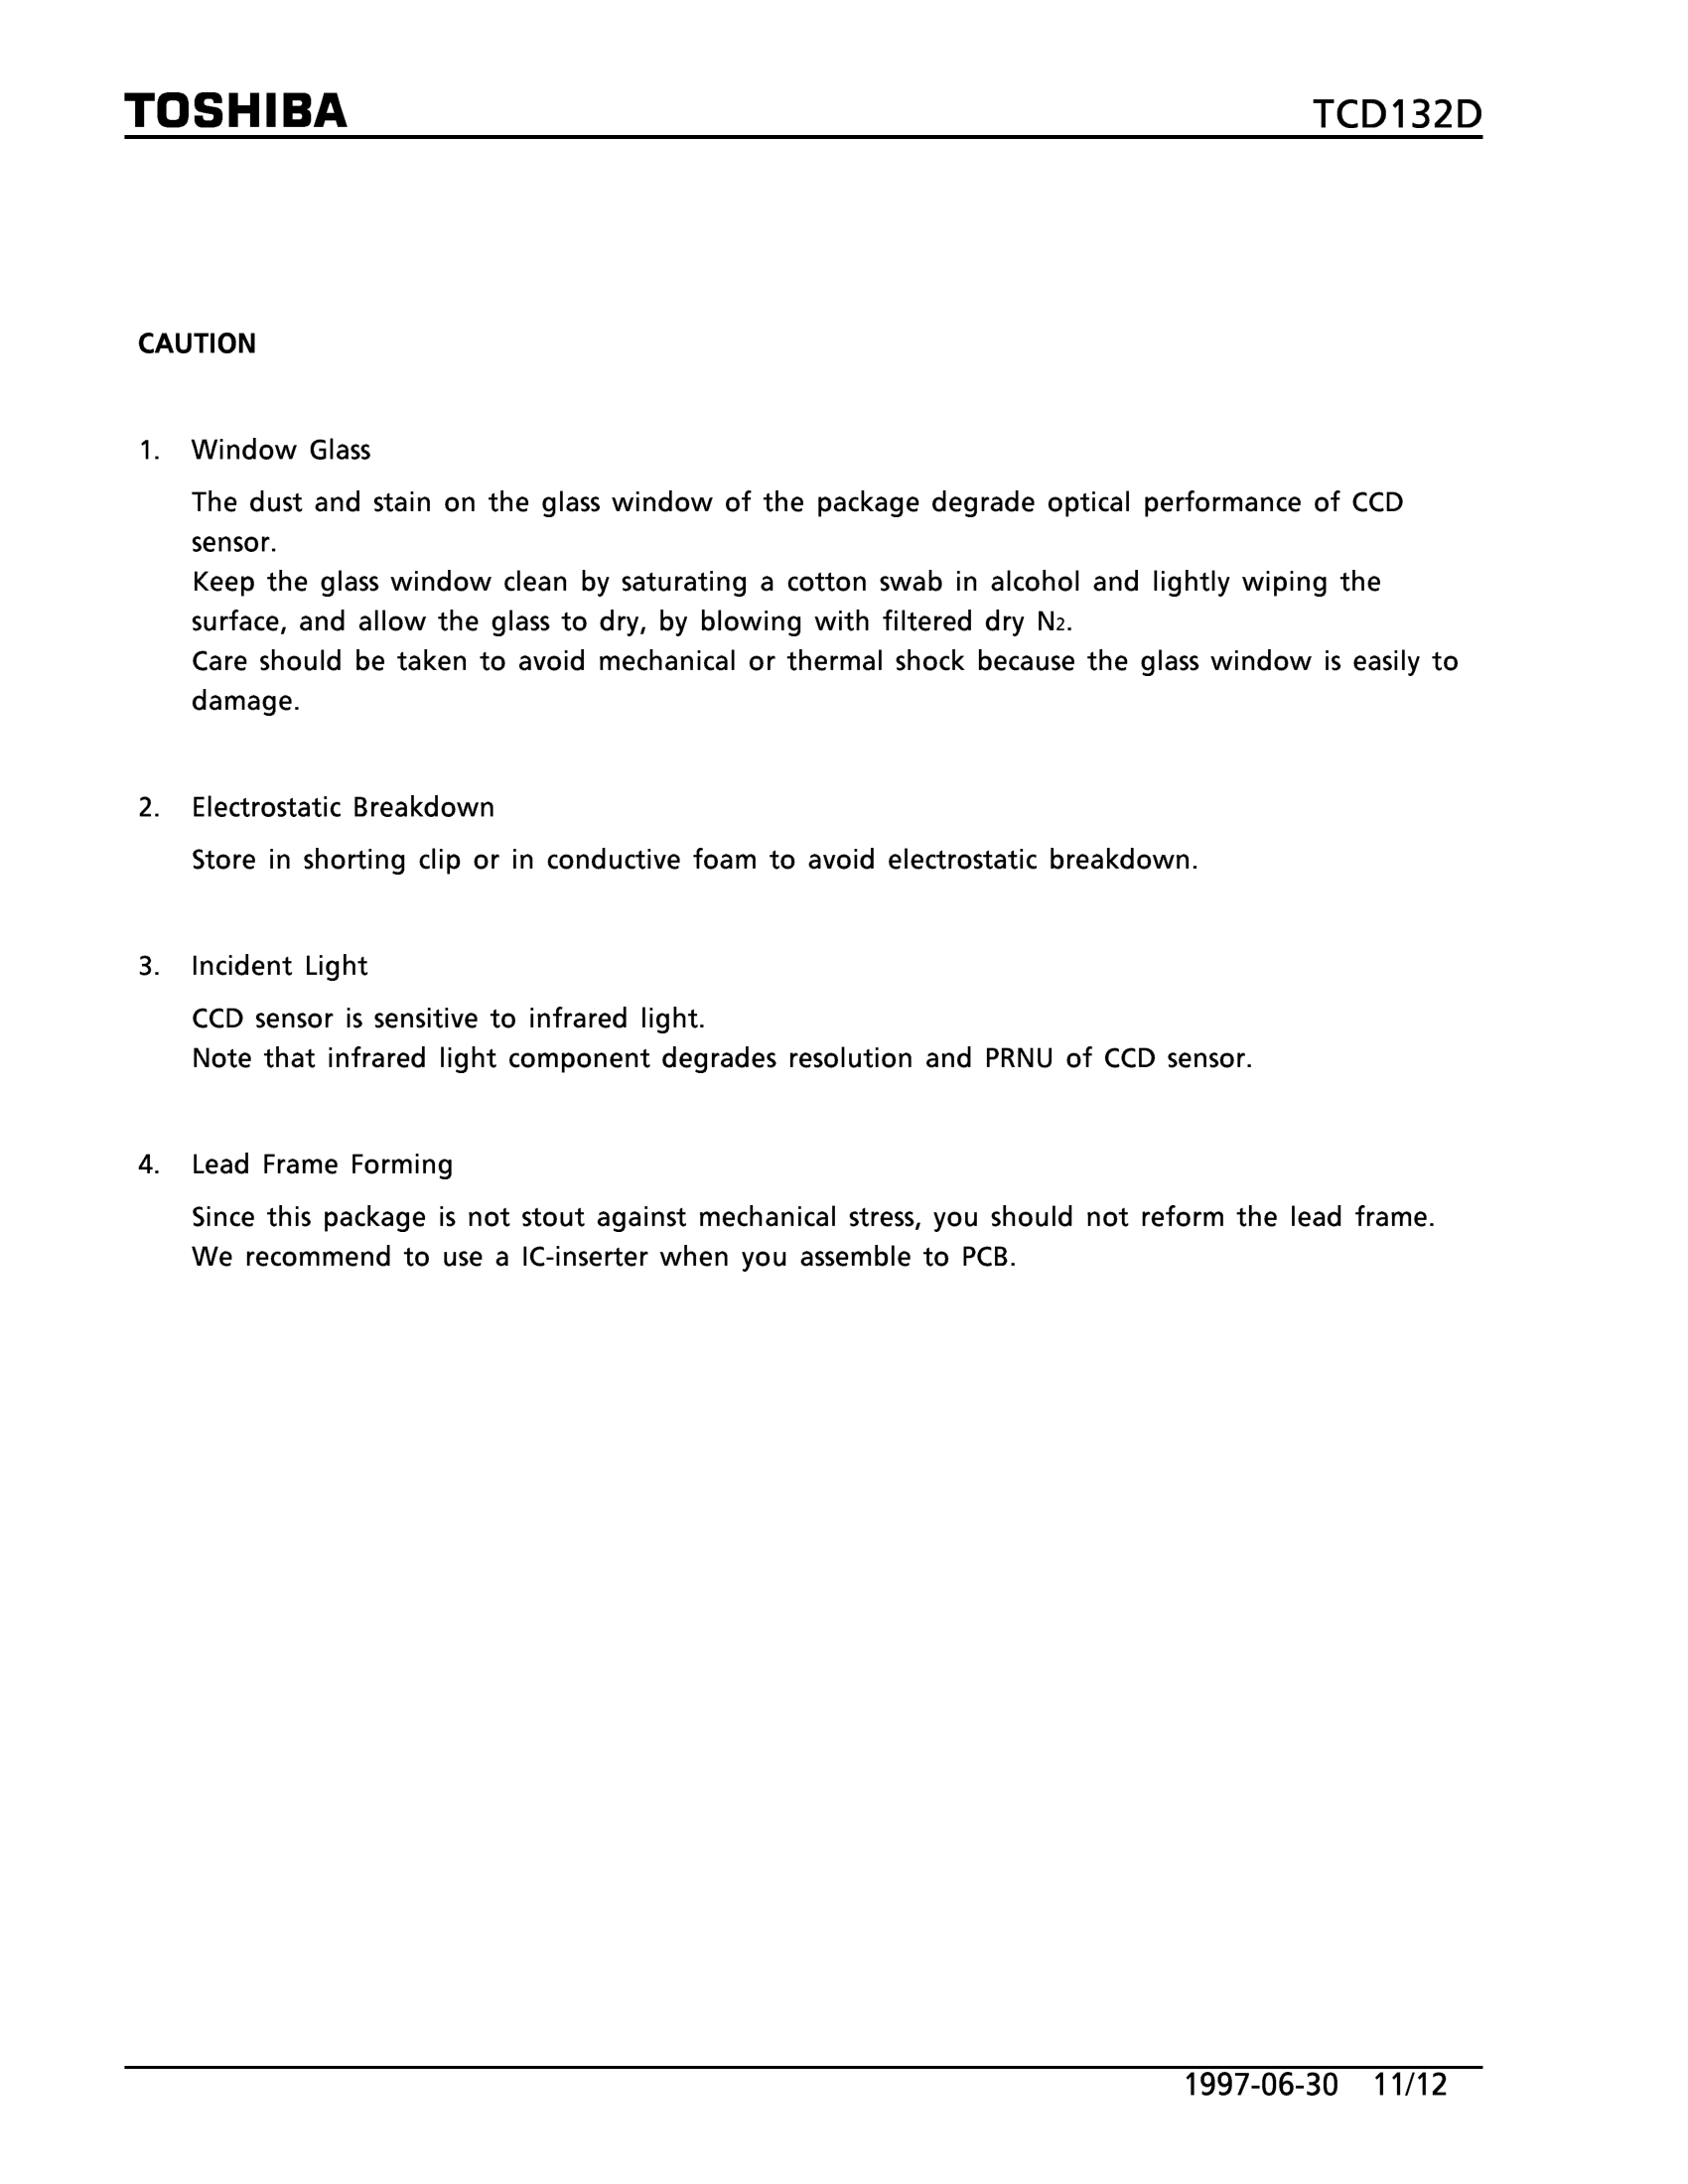 TOSHIBA
TCD132D
CAUTION
1. Window Glass
The dust and stain on the glass window of the package degrade optical performance of CCD
sensor.
Keep the glass window clean by saturating a cotton swab in alcohol and lightly wiping the
surface, and allow the glass to dry, by blowing with filtered dry N₂.
Care should be taken to avoid mechanical or thermal shock because the glass window is easily to
damage.
2. Electrostatic Breakdown
Store in shorting clip or in conductive foam to avoid electrostatic breakdown.
3. Incident Light
CCD sensor is sensitive to infrared light.
Note that infrared light component degrades resolution and PRNU of CCD sensor.
4. Lead Frame Forming
Since this package is not stout against mechanical stress, you should not reform the lead frame.
We recommend to use a IC-inserter when you assemble to PCB.
1997-06-30 11/12